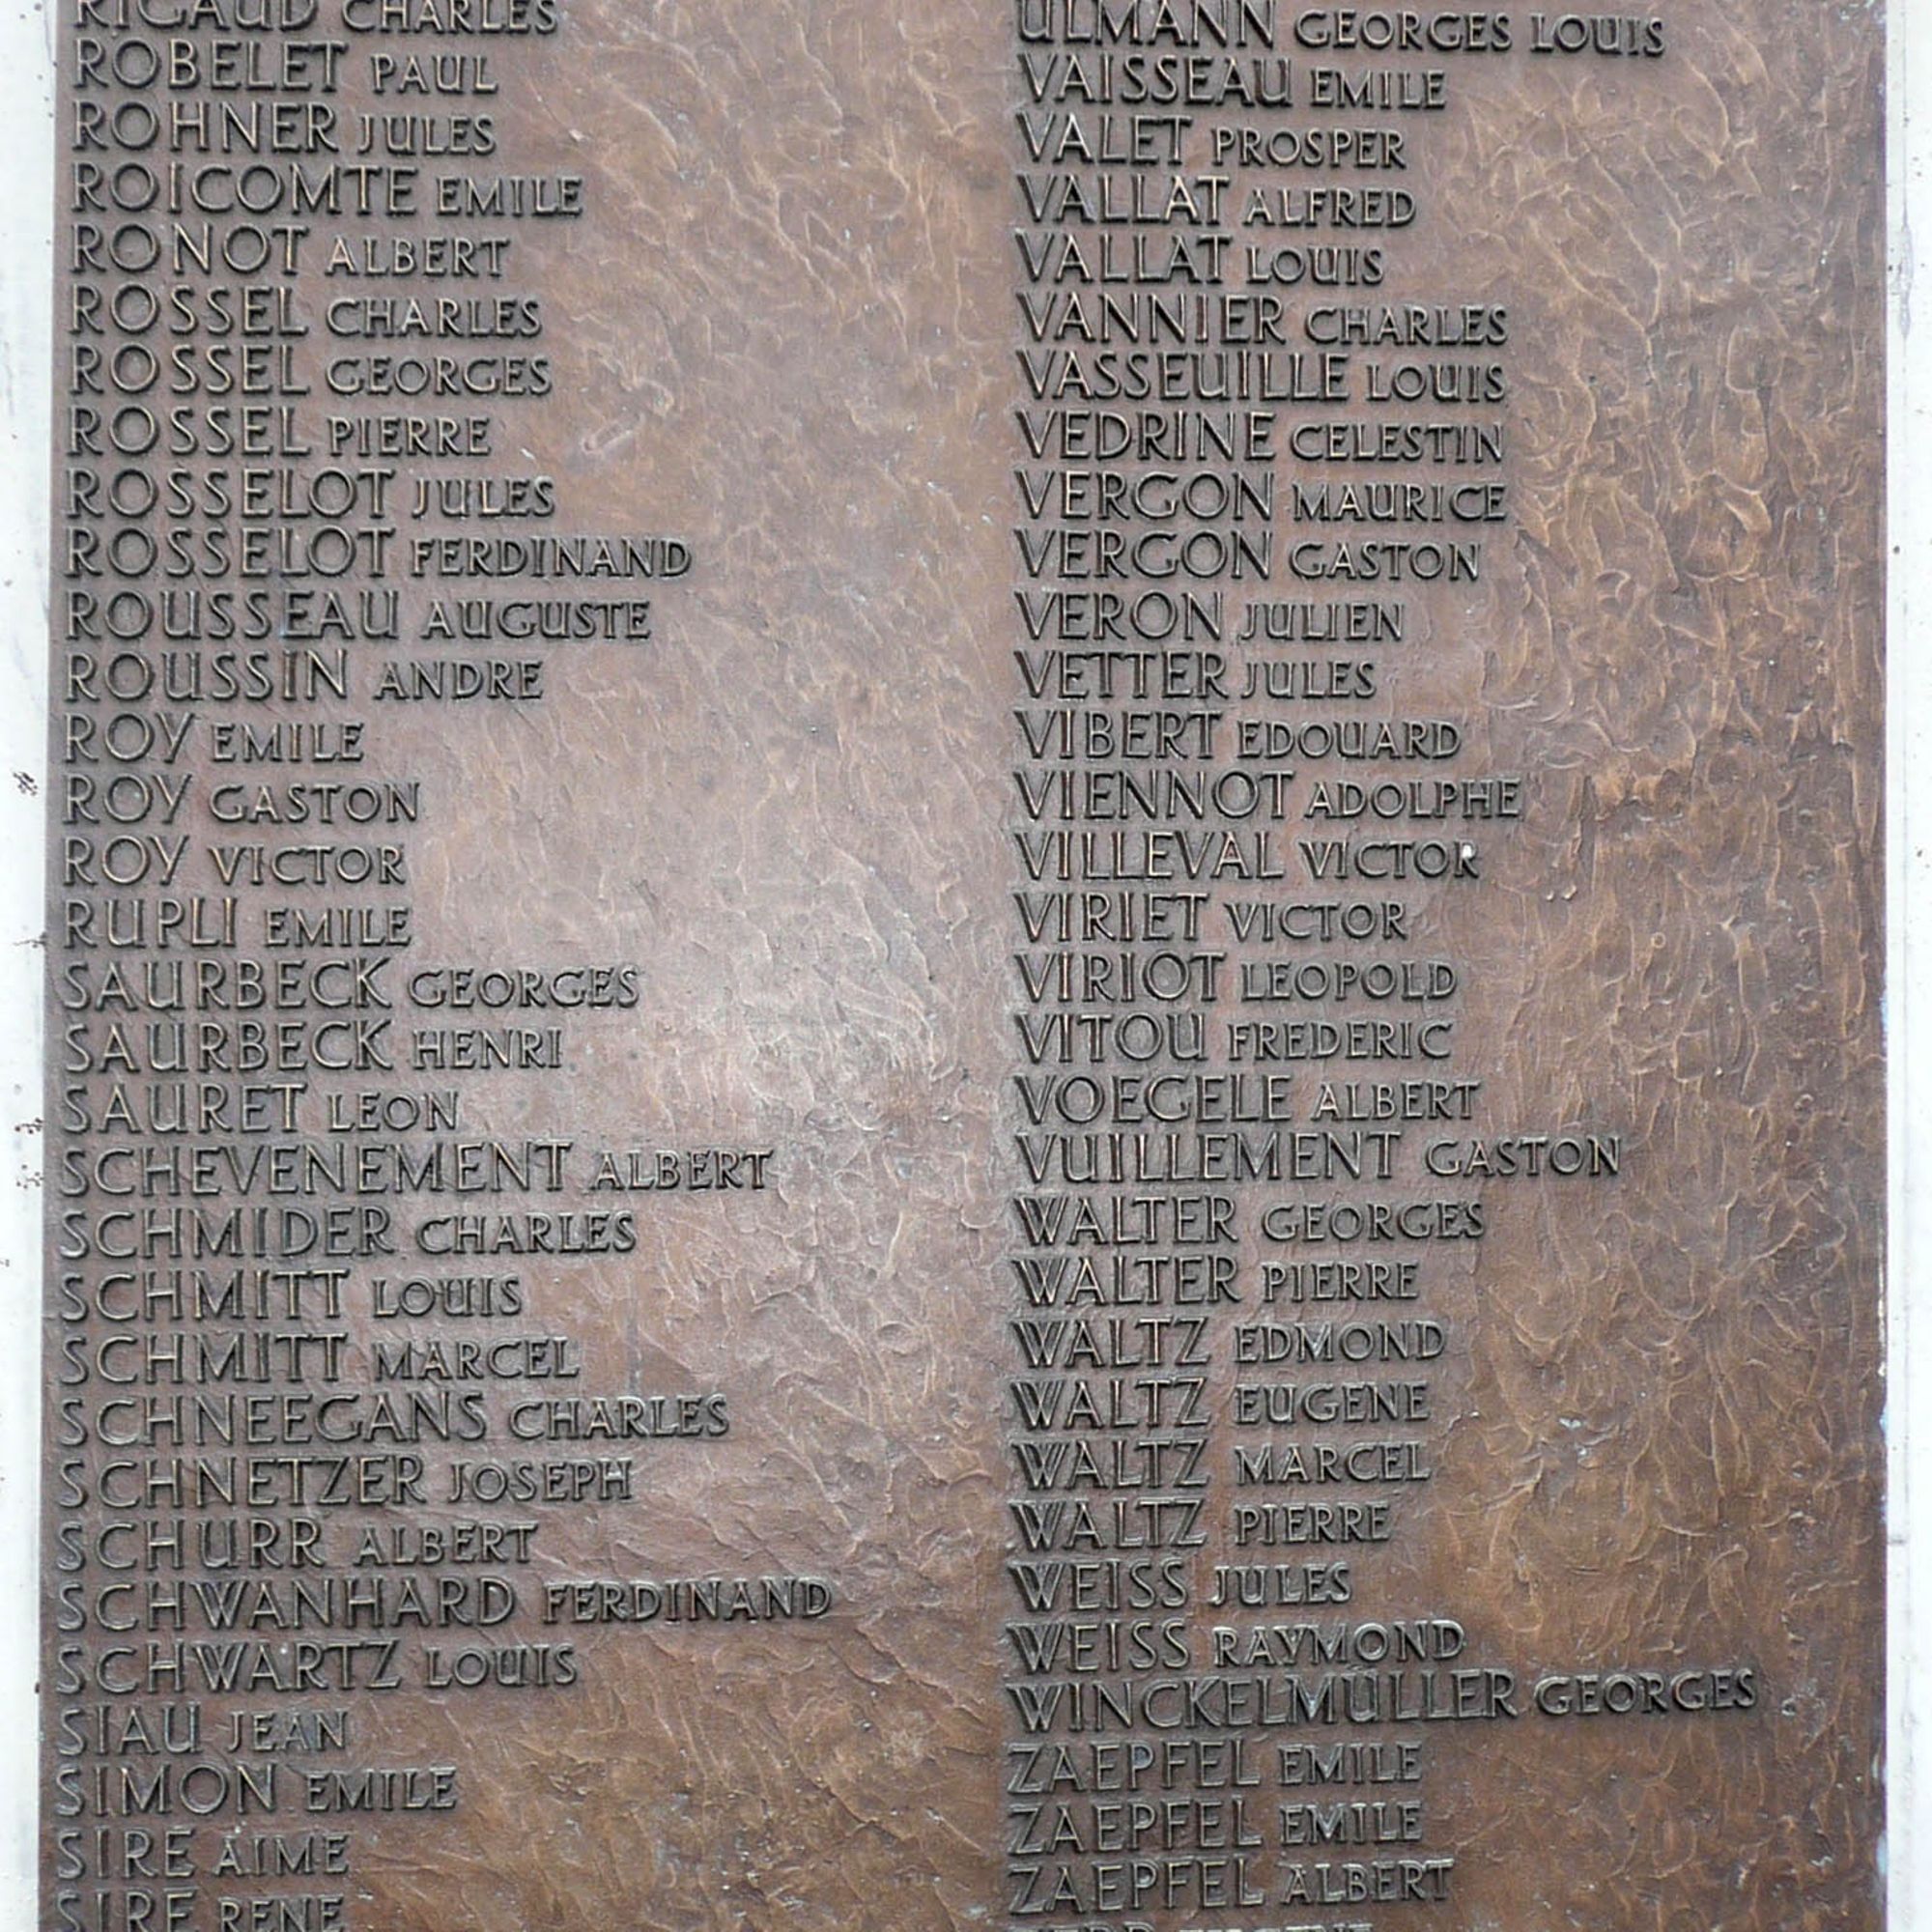 RIGAUD CHARLES
ROBELET PAUL
ROHNER JULES
ROICOMTE EMILE
RONOT ALBERT
ROSSEL CHARLES
ROSSEL GEORGES
ROSSEL PIERRE
ROSSELOT JULES
ROSSELOT FERDINAND
ROUSSEAU AUGUSTE
ROUSSIN ANDRE
ROY EMILE
ROY GASTON
ROY VICTOR
RUPLI EMILE
SAURBECK GEORGES
SAURBECK HENRI
SAURET LEON
SCHEVENEMENT ALBERT
SCHMIDER CHARLES
SCHMITT LOUIS
SCHMITT MARCEL
SCHNEEGANS CHARLES
SCHNETZER JOSEPH
SCHURR ALBERT
SCHWANHARD FERDINAND
SCHWARTZ LOUIS
SIAU JEAN
SIMON EMILE
SIRE AIME
SIRE RENE
ULMANN GEORGES LOUIS
VAISSEAU EMILE
VALET PROSPER
VALLAT ALFRED
VALLAT LOUIS
VANNIER CHARLES
VASSEUILLE LOUIS
VEDRINE CELESTIN
VERGON MAURICE
VERGON GASTON
VERON JULIEN
VETTER JULES
VIBERT EDOUARD
VIENNOT ADOLPHE
VILLEVAL VICTOR
VIRIET VICTOR
VIRIOT LEOPOLD
VITOU FREDERIC
VOEGELE ALBERT
VUILLEMENT GASTON
WALTER GEORGES
WALTER PIERRE
WALTZ EDMOND
WALTZ EUGENE
WALTZ MARCEL
WALTZ PIERRE
WEISS JULES
WEISS RAYMOND
WINCKELMÜLLER GEORGES
ZAEPFEL EMILE
ZAEPFEL EMILE
ZAEPFEL ALBERT